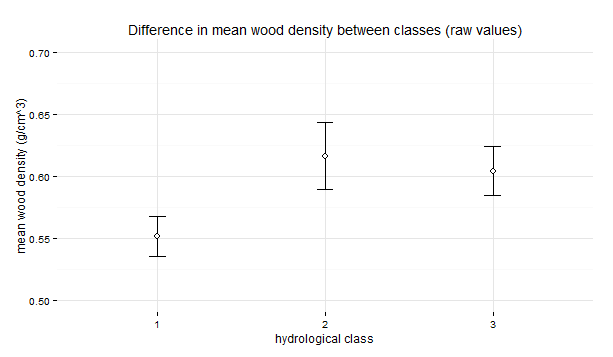 Difference in mean wood density between classes (raw values)
0.70
0.65
0.60
0.55
0.50
mean wood density (g/cm^3)
1 2 3
hydrological class